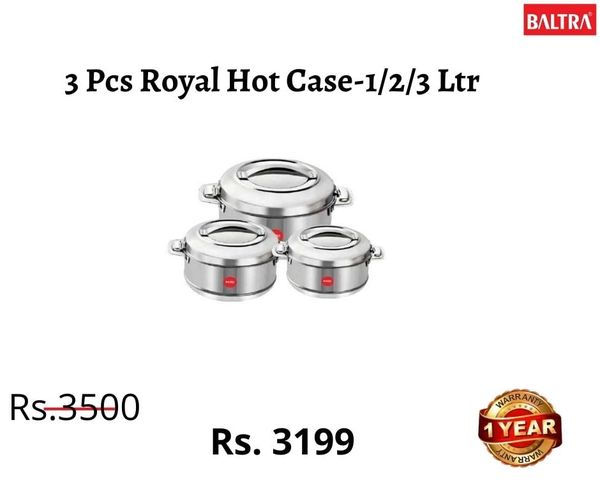 BALTRA
3 Pcs Royal Hot Case-1/2/3 Ltr
Rs.3500
Rs. 3199
WARRANTY
1 YEAR
WARRANTY